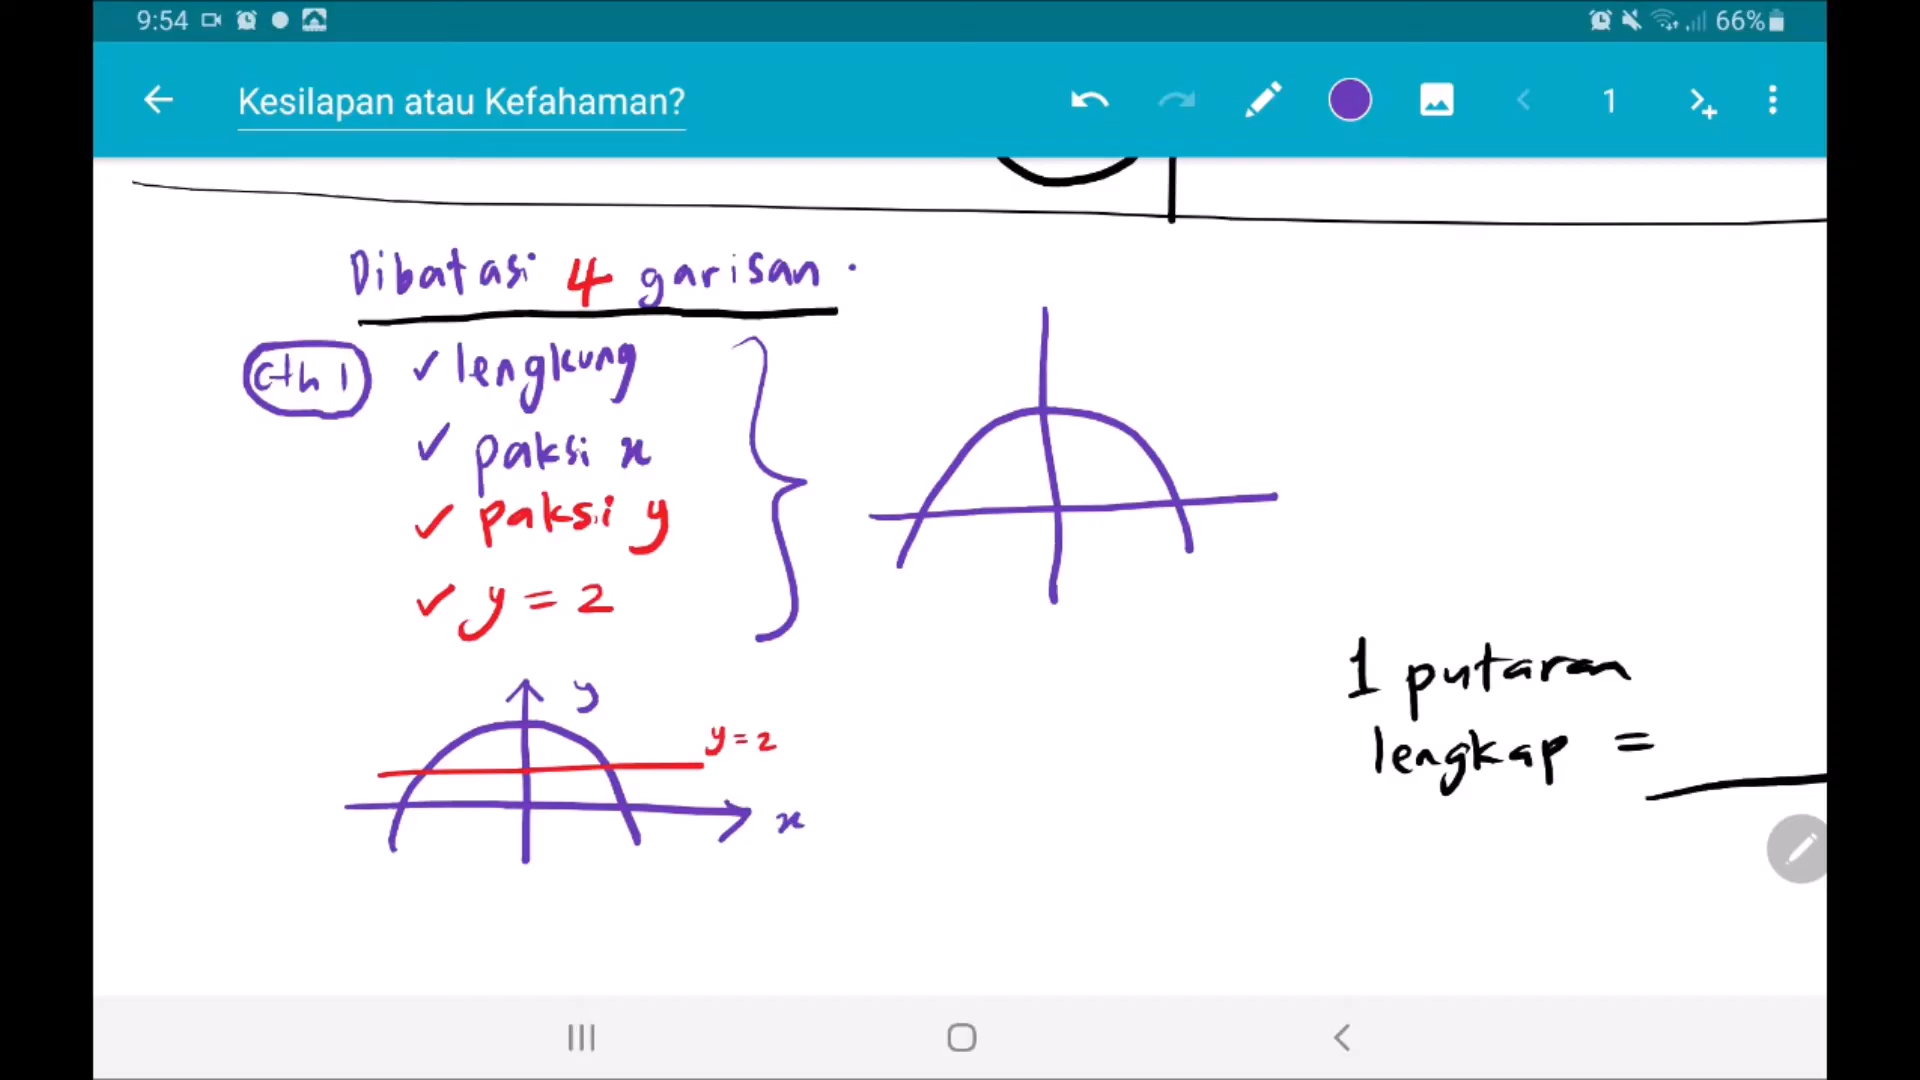 9:54
66%
Kesilapan atau Kefahaman?
1
Dibatasi 4 garisan.
Cth 1
✓ lengkung
✓ paksi x
✓ paksi y
✓ y = 2
y
y = 2
x
1 putaran
lengkap =